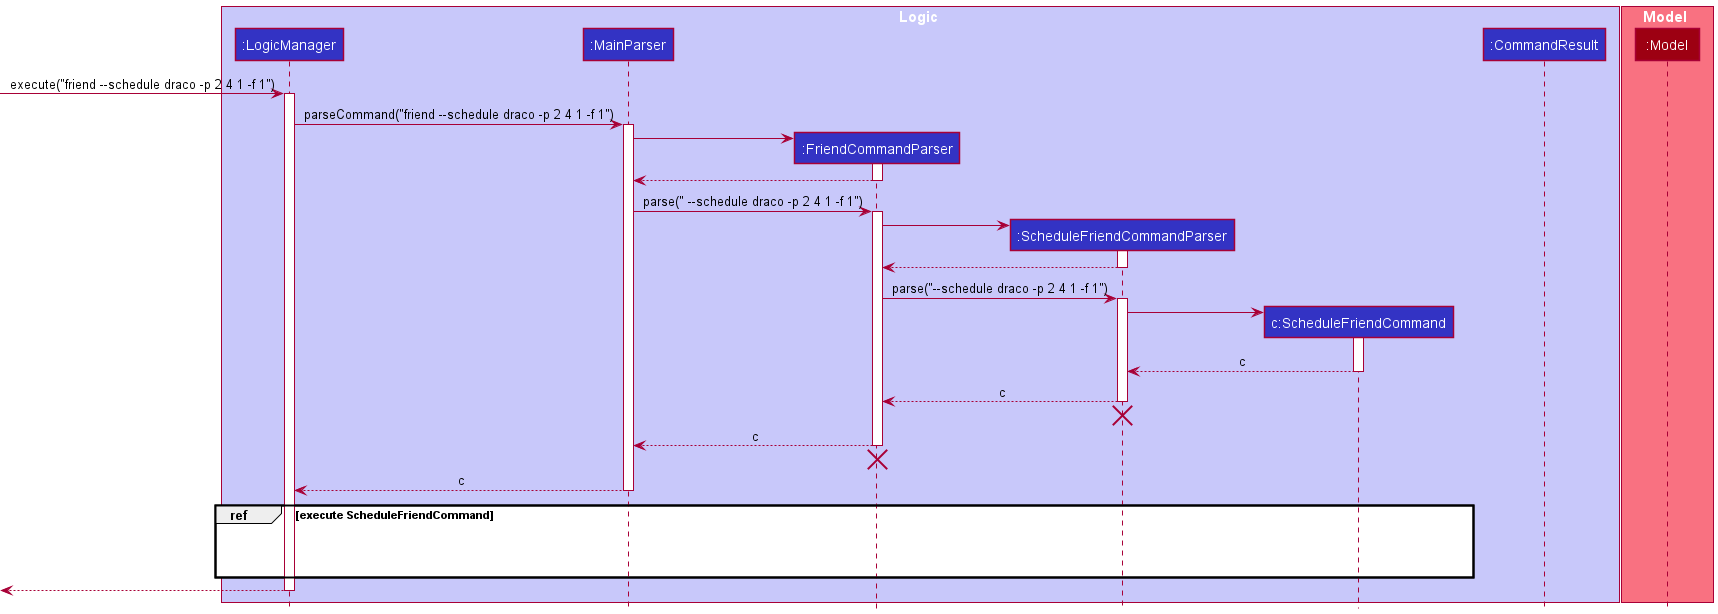 Logic
Model
:LogicManager
:MainParser
:CommandResult
:Model
execute("friend --schedule draco -p 2 4 1 -f 1")
parseCommand("friend --schedule draco -p 2 4 1 -f 1")
:FriendCommandParser
parse(" --schedule draco -p 2 4 1 -f 1")
:ScheduleFriendCommandParser
parse("--schedule draco -p 2 4 1 -f 1")
c:ScheduleFriendCommand
c
c
c
c
ref
[execute ScheduleFriendCommand]